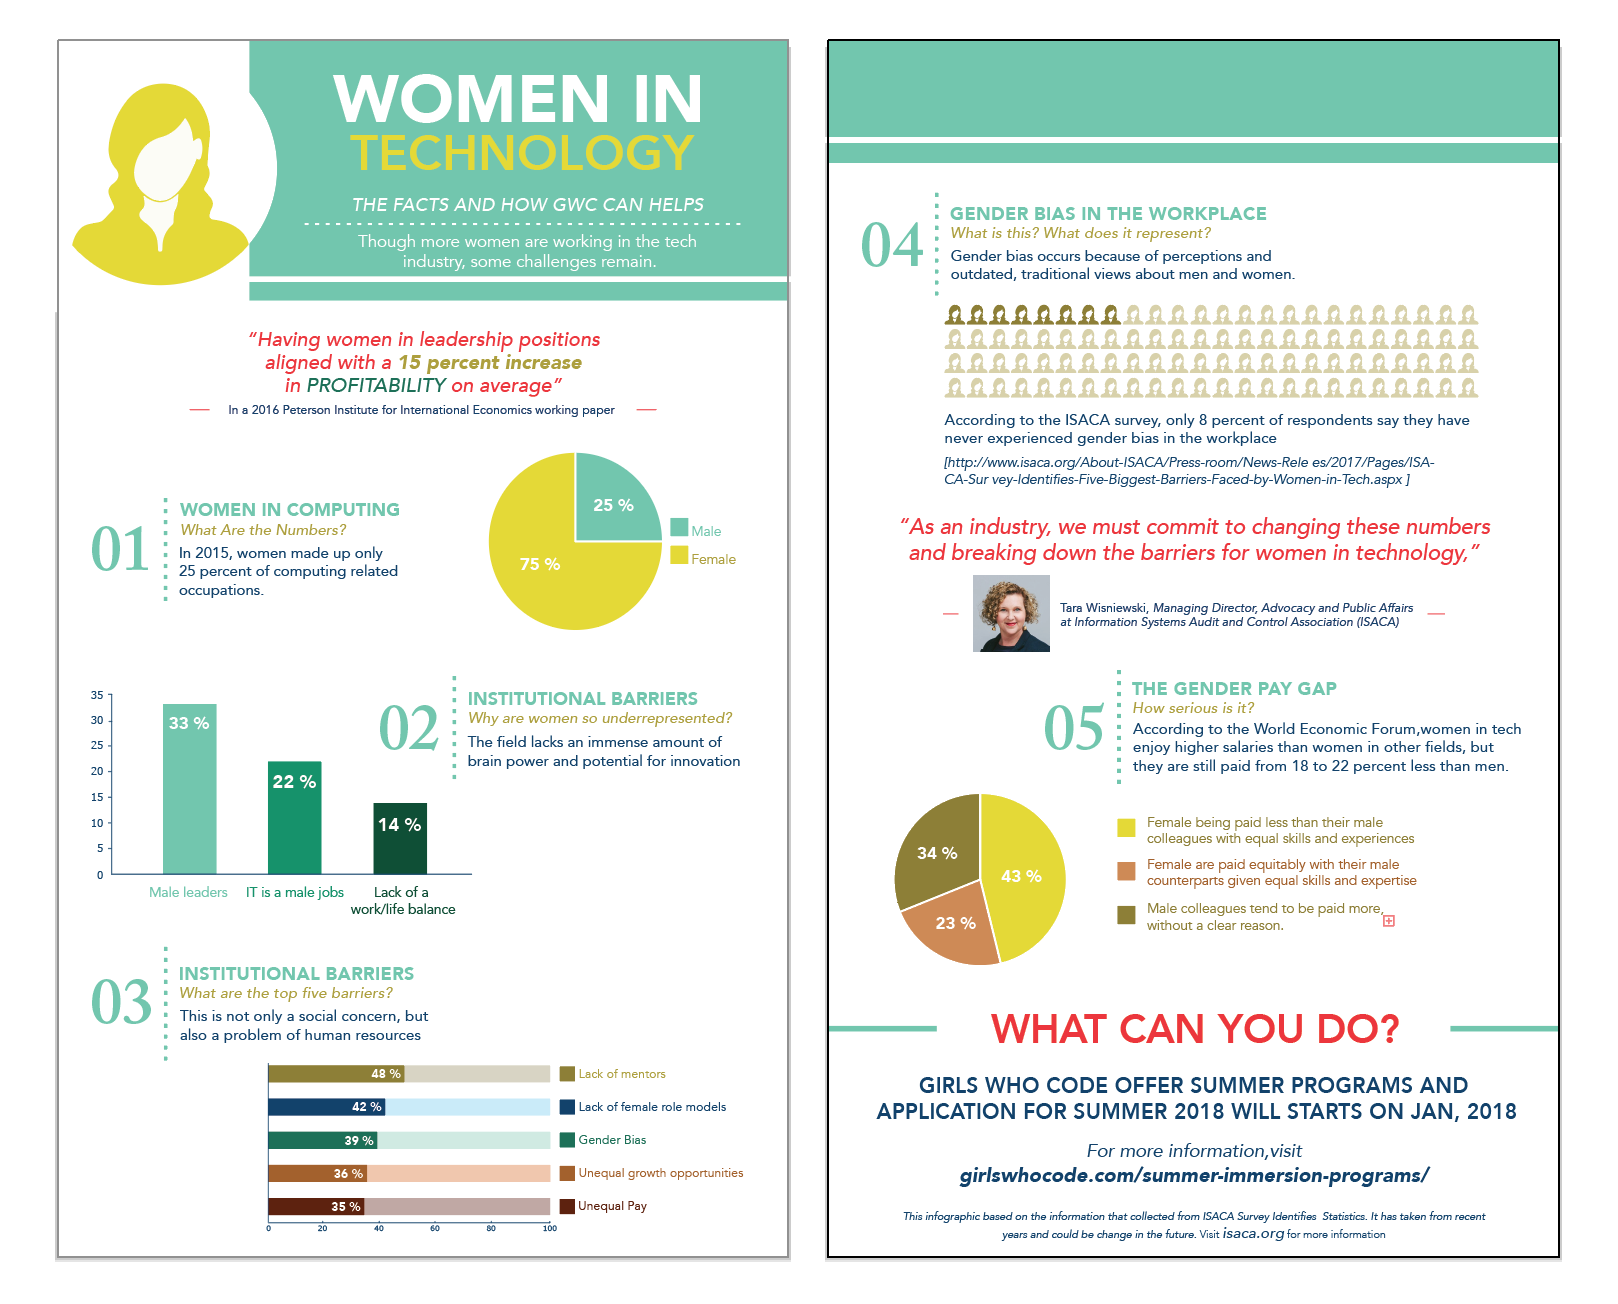 WOMEN IN
TECHNOLOGY
THE FACTS AND HOW GWC CAN HELPS
Though more women are working in the tech
industry, some challenges remain.
“Having women in leadership positions
aligned with a 15 percent increase
in PROFITABILITY on average”
In a 2016 Peterson Institute for International Economics working paper
01
WOMEN IN COMPUTING
What Are the Numbers?
In 2015, women made up only
25 percent of computing related
occupations.
25 %
75 %
Male
Female
35
30
25
20
15
10
5
0
33 %
22 %
14 %
Male leaders
IT is a male jobs
Lack of a
work/life balance
02
INSTITUTIONAL BARRIERS
Why are women so underrepresented?
The field lacks an immense amount of
brain power and potential for innovation
03
INSTITUTIONAL BARRIERS
What are the top five barriers?
This is not only a social concern, but
also a problem of human resources
48 % Lack of mentors
42 % Lack of female role models
39 % Gender Bias
36 % Unequal growth opportunities
35 % Unequal Pay
0 20 40 60 80 100
04
GENDER BIAS IN THE WORKPLACE
What is this? What does it represent?
Gender bias occurs because of perceptions and
outdated, traditional views about men and women.
According to the ISACA survey, only 8 percent of respondents say they have
never experienced gender bias in the workplace
[http://www.isaca.org/About-ISACA/Press-room/News-Rele es/2017/Pages/ISA-
CA-Sur vey-Identifies-Five-Biggest-Barriers-Faced-by-Women-in-Tech.aspx ]
“As an industry, we must commit to changing these numbers
and breaking down the barriers for women in technology,”
Tara Wisniewski, Managing Director, Advocacy and Public Affairs
at Information Systems Audit and Control Association (ISACA)
05
THE GENDER PAY GAP
How serious is it?
According to the World Economic Forum,women in tech
enjoy higher salaries than women in other fields, but
they are still paid from 18 to 22 percent less than men.
34 %
43 %
23 %
Female being paid less than their male
colleagues with equal skills and experiences
Female are paid equitably with their male
counterparts given equal skills and expertise
Male colleagues tend to be paid more,
without a clear reason.
WHAT CAN YOU DO?
GIRLS WHO CODE OFFER SUMMER PROGRAMS AND
APPLICATION FOR SUMMER 2018 WILL STARTS ON JAN, 2018
For more information,visit
girlswhocode.com/summer-immersion-programs/
This infographic based on the information that collected from ISACA Survey Identifies Statistics. It has taken from recent
years and could be change in the future. Visit isaca.org for more information